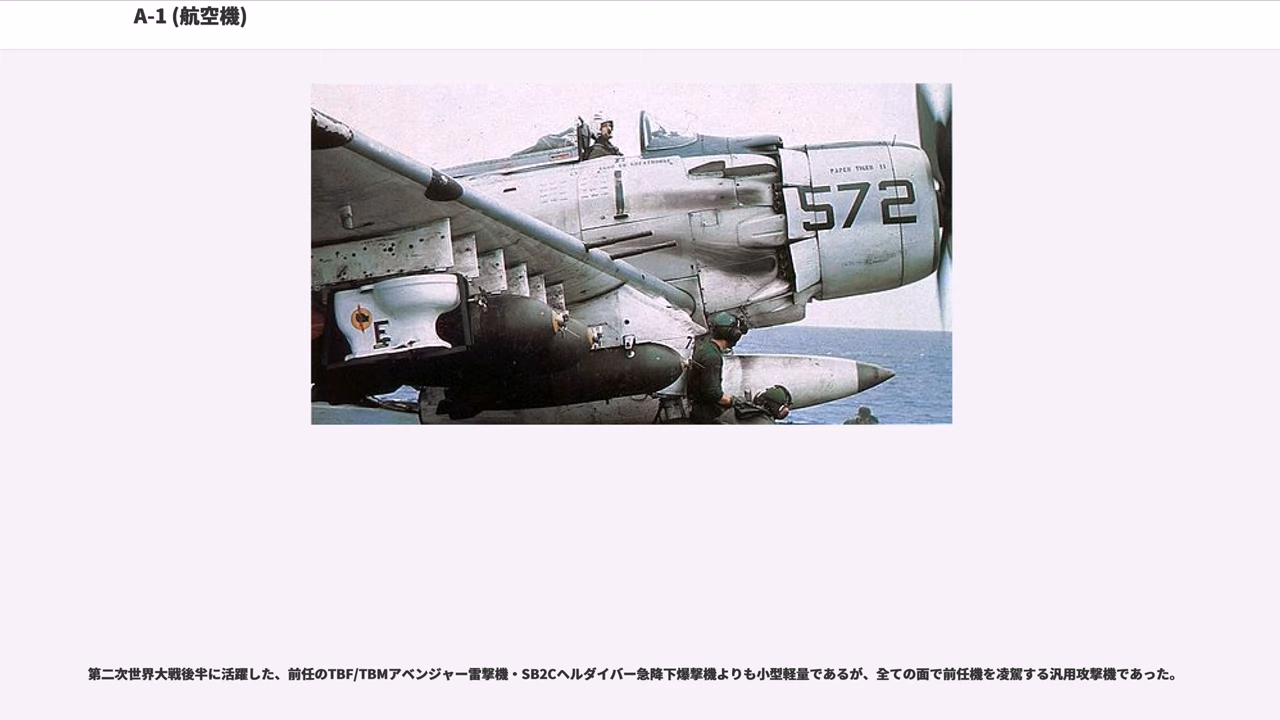 A-1 (航空機)
PAPER TIGER II
572
E
7
第二次世界大戦後半に活躍した、前任のTBF/TBMアベンジャー雷撃機・SB2Cヘルダイバー急降下爆撃機よりも小型軽量であるが、全ての面で前任機を凌駕する汎用攻撃機であった。